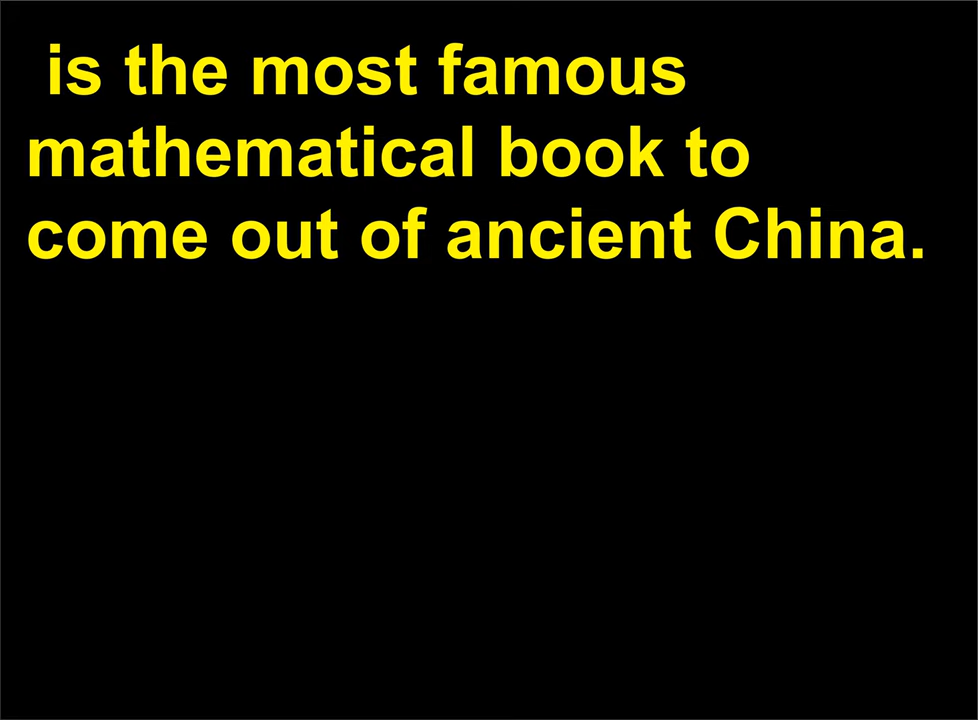 is the most famous
mathematical book to
come out of ancient China.